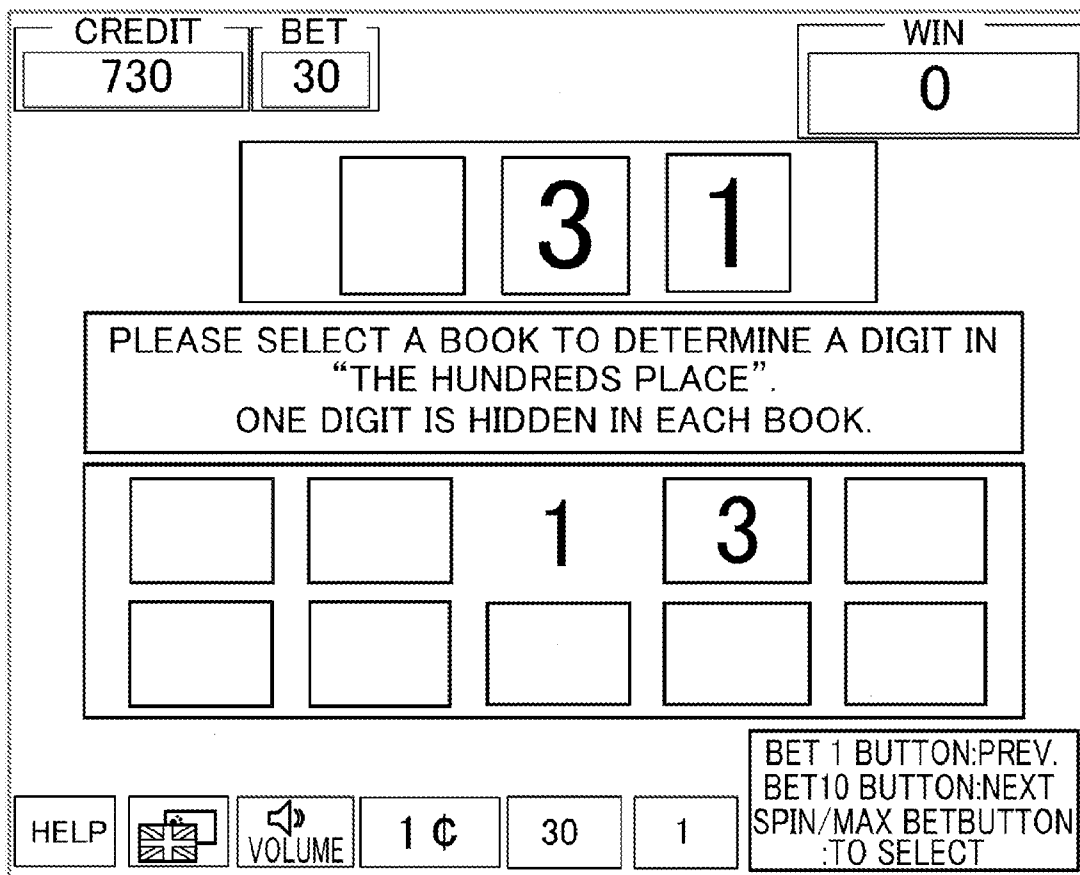 CREDIT BET WIN
730 30 0
3 1
PLEASE SELECT A BOOK TO DETERMINE A DIGIT IN
“THE HUNDREDS PLACE”.
ONE DIGIT IS HIDDEN IN EACH BOOK.
1 3
BET 1 BUTTON:PREV.
BET10 BUTTON:NEXT
SPIN/MAX BETBUTTON
:TO SELECT
HELP VOLUME 1 ¢ 30 1